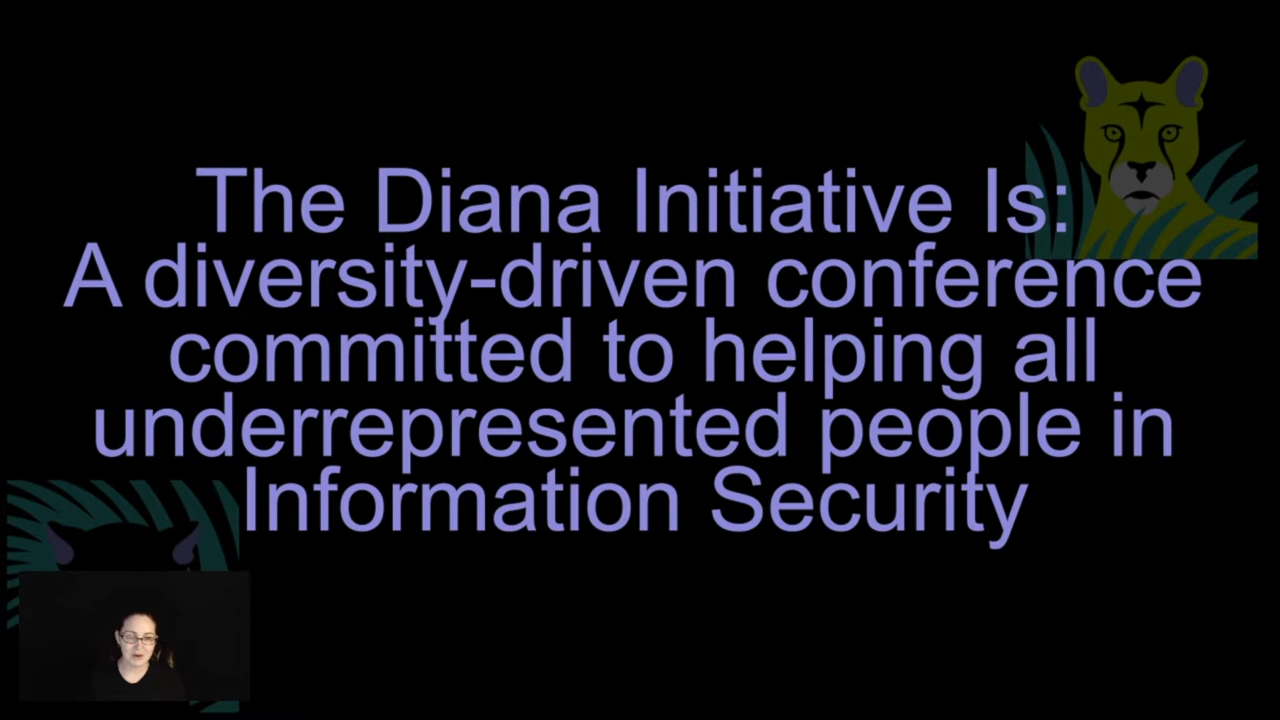 The Diana Initiative Is:
A diversity-driven conference
committed to helping all
underrepresented people in
Information Security